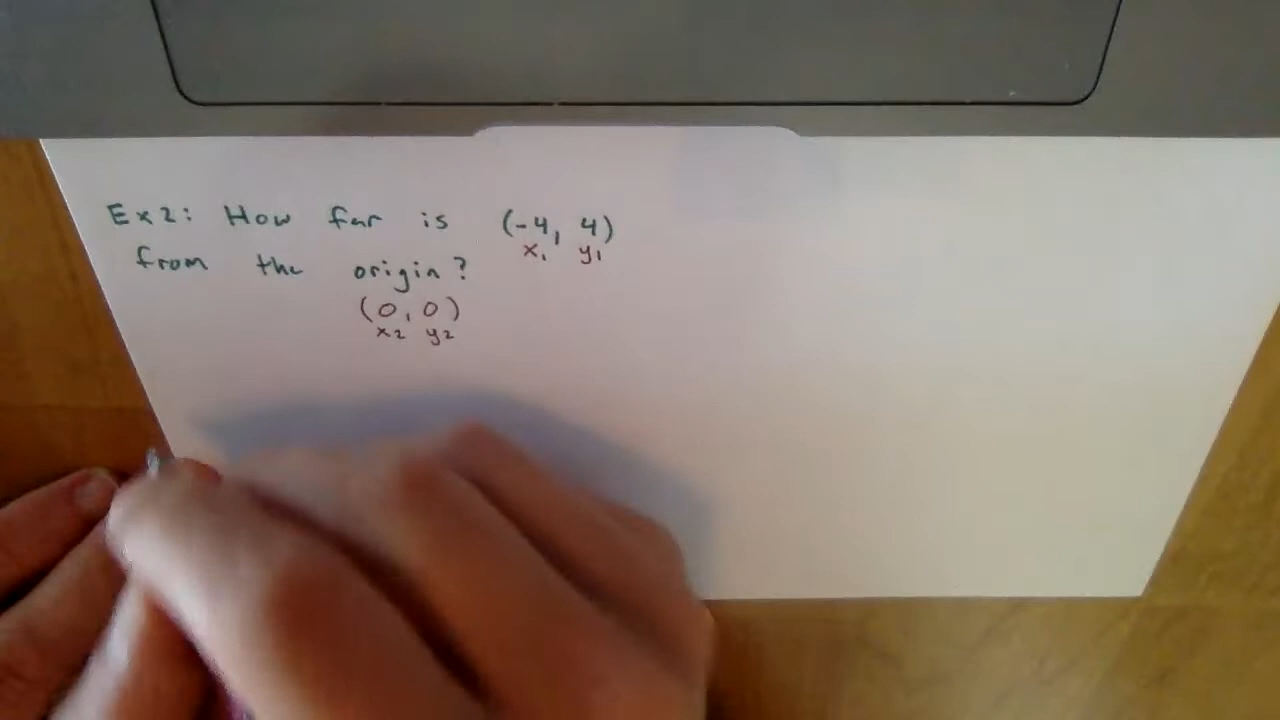 Ex2: How far is (-4, 4)
x₁ y₁
from the origin?
(0, 0)
x₂ y₂